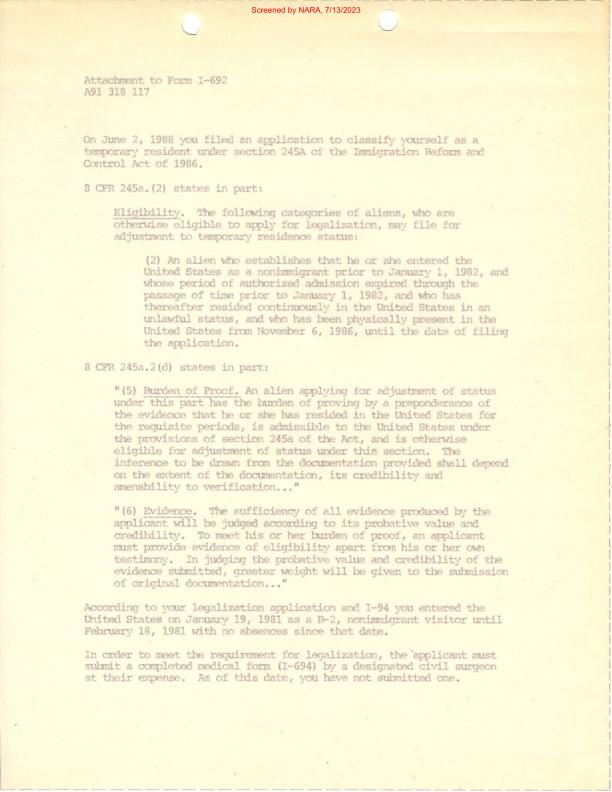 Screened by NARA, 7/13/2023
Attachment to Form I-692
A91 318 117
On June 2, 1988 you filed an application to classify yourself as a
temporary resident under section 245A of the Immigration Reform and
Control Act of 1986.
8 CFR 245a.(2) states in part:
Eligibility. The following categories of aliens, who are
otherwise eligible to apply for legalization, may file for
adjustment to temporary residence status:
(2) An alien who establishes that he or she entered the
United States as a nonimmigrant prior to January 1, 1982, and
whose period of authorized admission expired through the
passage of time prior to January 1, 1982, and who has
thereafter resided continuously in the United States in an
unlawful status, and who has been physically present in the
United States from November 6, 1986, until the date of filing
the application.
8 CFR 245a.2(d) states in part:
"(5) Burden of Proof. An alien applying for adjustment of status
under this part has the burden of proving by a preponderance of
the evidence that he or she has resided in the United States for
the requisite periods, is admissible to the United States under
the provisions of section 245a of the Act, and is otherwise
eligible for adjustment of status under this section. The
inference to be drawn from the documentation provided shall depend
on the extent of the documentation, its credibility and
amenability to verification..."
"(6) Evidence. The sufficiency of all evidence produced by the
applicant will be judged according to its probative value and
credibility. To meet his or her burden of proof, an applicant
must provide evidence of eligibility apart from his or her own
testimony. In judging the probative value and credibility of the
evidence submitted, greater weight will be given to the submission
of original documentation..."
According to your legalization application and I-94 you entered the
United States on January 19, 1981 as a B-2, nonimmigrant visitor until
February 18, 1981 with no absences since that date.
In order to meet the requirement for legalization, the applicant must
submit a completed medical form (I-694) by a designated civil surgeon
at their expense. As of this date, you have not submitted one.